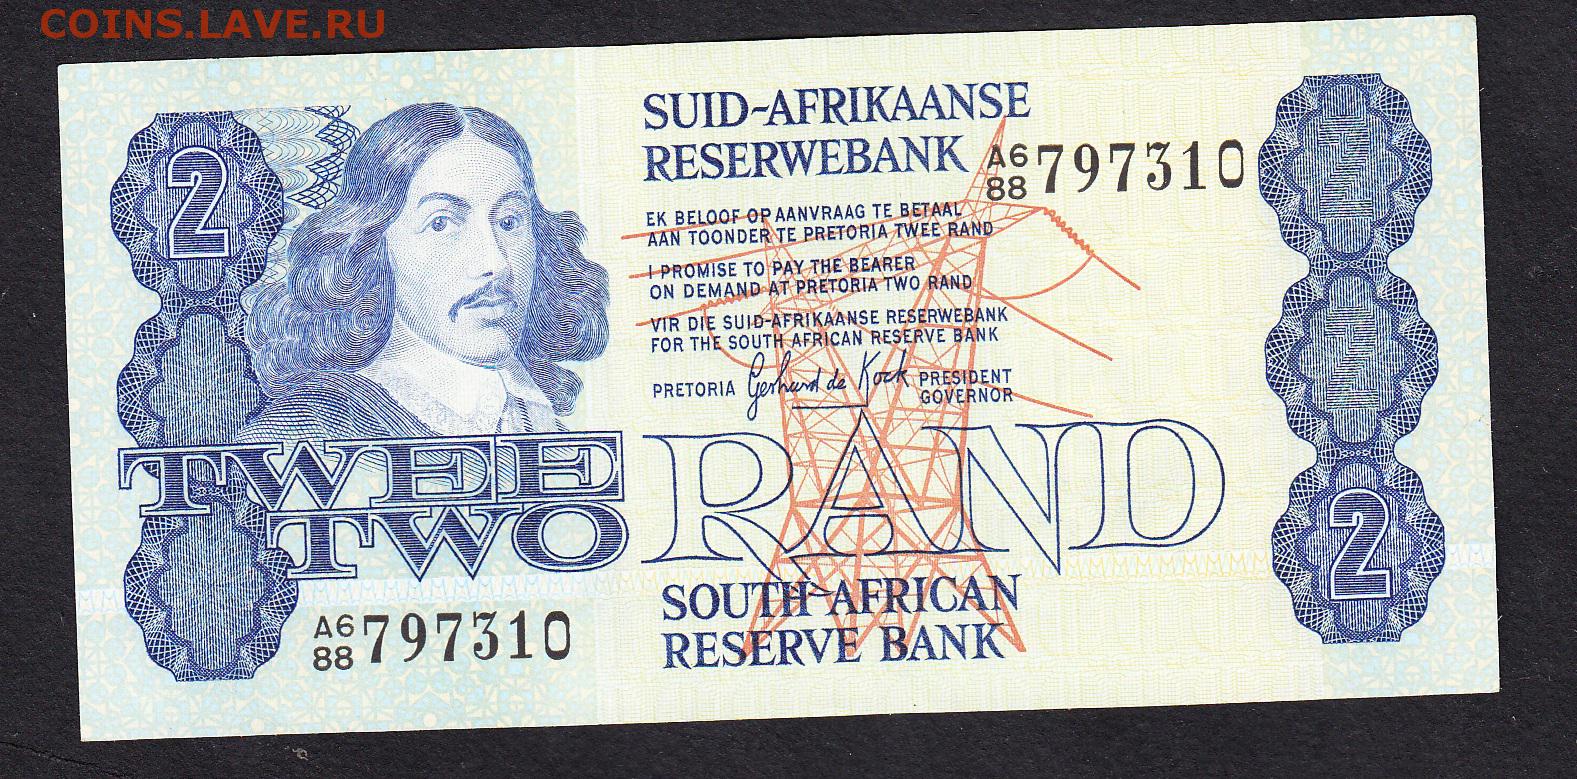 COINS.LAVE.RU
2
SUID-AFRIKAANSE
RESERWEBANK
A6
88 797310
EK BELOOF OP AANVRAAG TE BETAAL
AAN TOONDER TE PRETORIA TWEE RAND
I PROMISE TO PAY THE BEARER
ON DEMAND AT PRETORIA TWO RAND
VIR DIE SUID-AFRIKAANSE RESERWEBANK
FOR THE SOUTH AFRICAN RESERVE BANK
PRETORIA Gerhard de Kock PRESIDENT
GOVERNOR
TWEE
TWO
RAND
2
A6
88 797310
SOUTH AFRICAN
RESERVE BANK